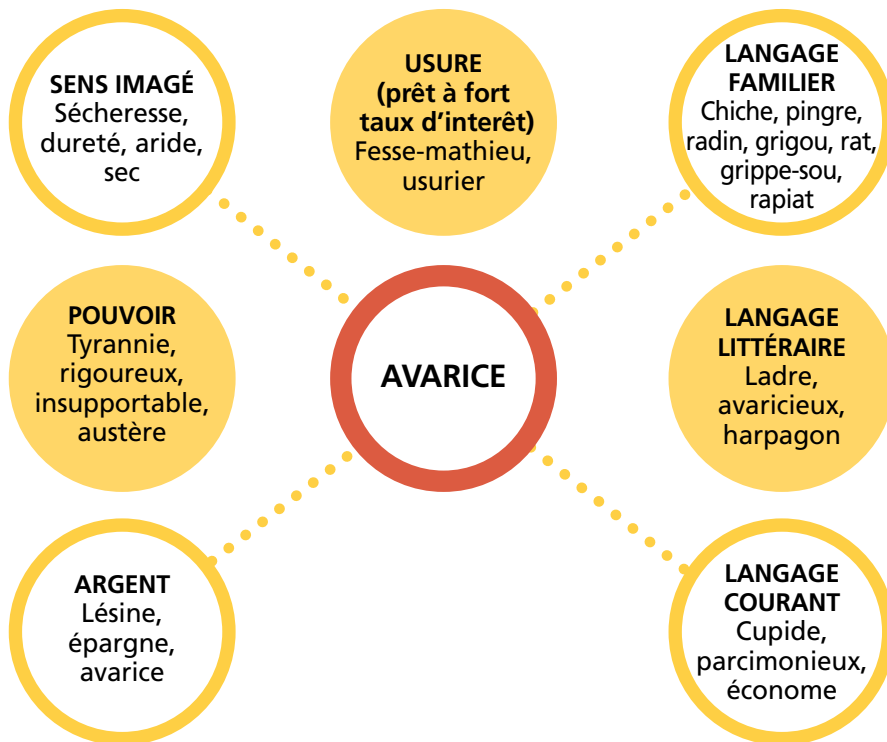 SENS IMAGÉ
Sécheresse,
dureté, aride,
sec
USURE
(prêt à fort
taux d'interêt)
Fesse-mathieu,
usurier
LANGAGE
FAMILIER
Chiche, pingre,
radin, grigou, rat,
grippe-sou,
rapiat
POUVOIR
Tyrannie,
rigoureux,
insupportable,
austère
AVARICE
LANGAGE
LITTÉRAIRE
Ladre,
avaricieux,
harpagon
ARGENT
Lésine,
épargne,
avarice
LANGAGE
COURANT
Cupide,
parcimonieux,
économe